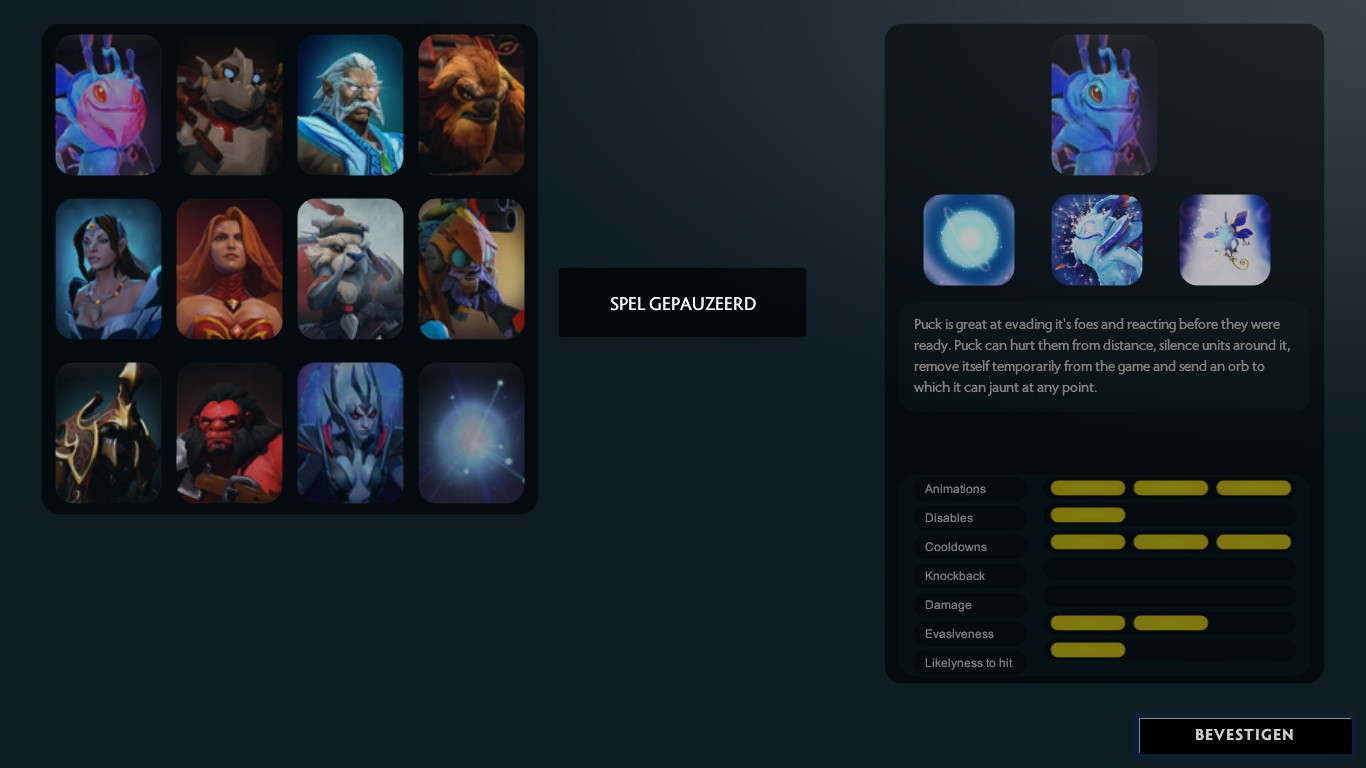 SPEL GEPAUZEERD
Puck is great at evading it's foes and reacting before they were
ready. Puck can hurt them from distance, silence units around it,
remove itself temporarily from the game and send an orb to
which it can jaunt at any point.
Animations
Disables
Cooldowns
Knockback
Damage
Evasiveness
Likelyness to hit
BEVESTIGEN